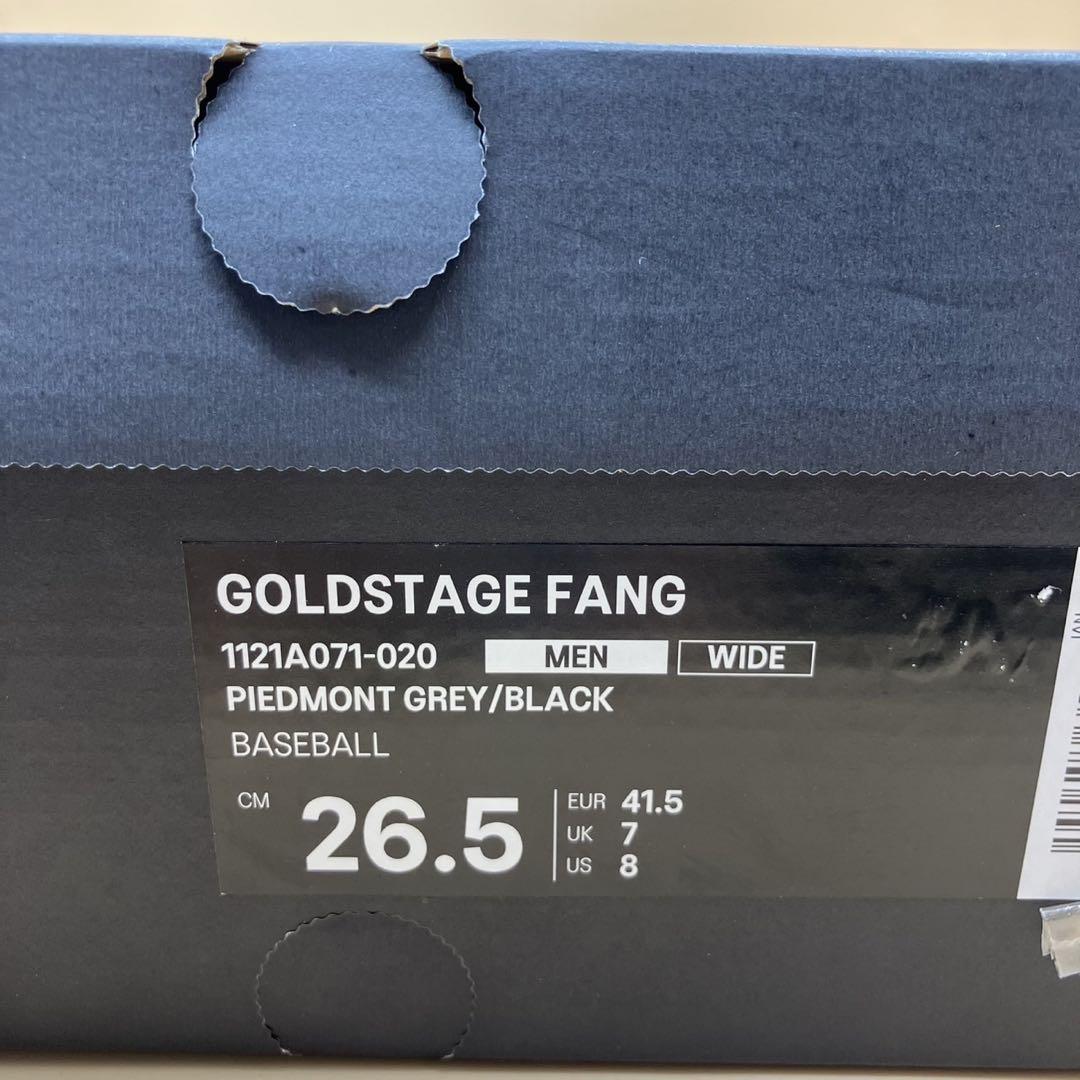 GOLDSTAGE FANG
1121A071-020 MEN WIDE
PIEDMONT GREY/BLACK
BASEBALL
CM 26.5
EUR 41.5
UK 7
US 8
JAN